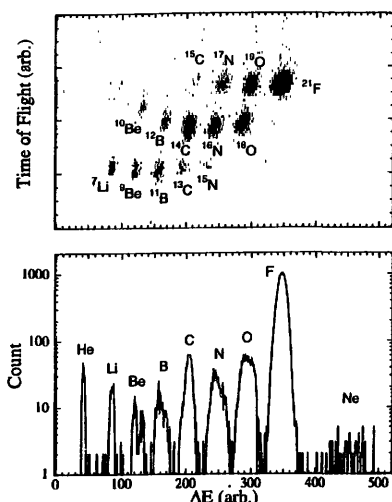 Time of Flight (arb.)
15C 17N 19O
21F
10Be 12B 14C 16N 18O
7Li 9Be 11B 13C 15N
Count
1000
100
10
1
He Li Be B C N O F Ne
0 100 200 300 400 500
ΔE (arb.)